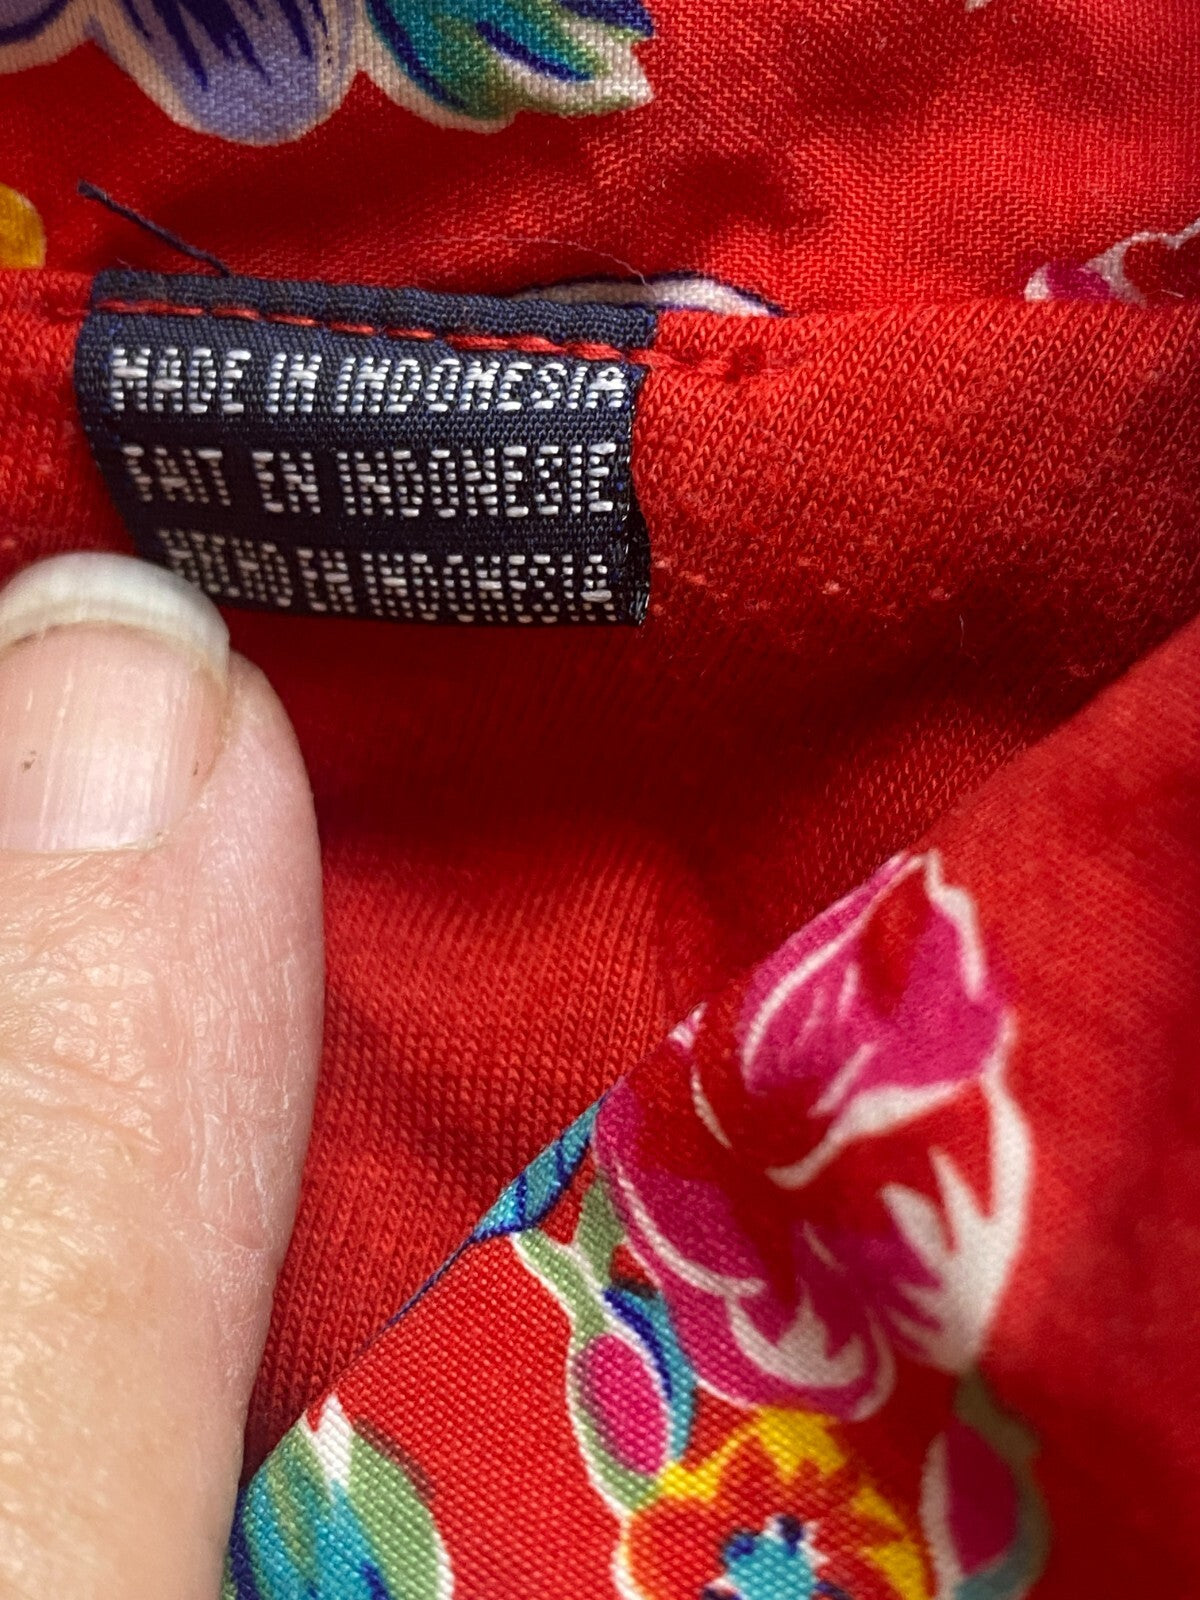 MADE IN INDONESIA
FAIT EN INDONESIE
HECHO EN INDONESIA